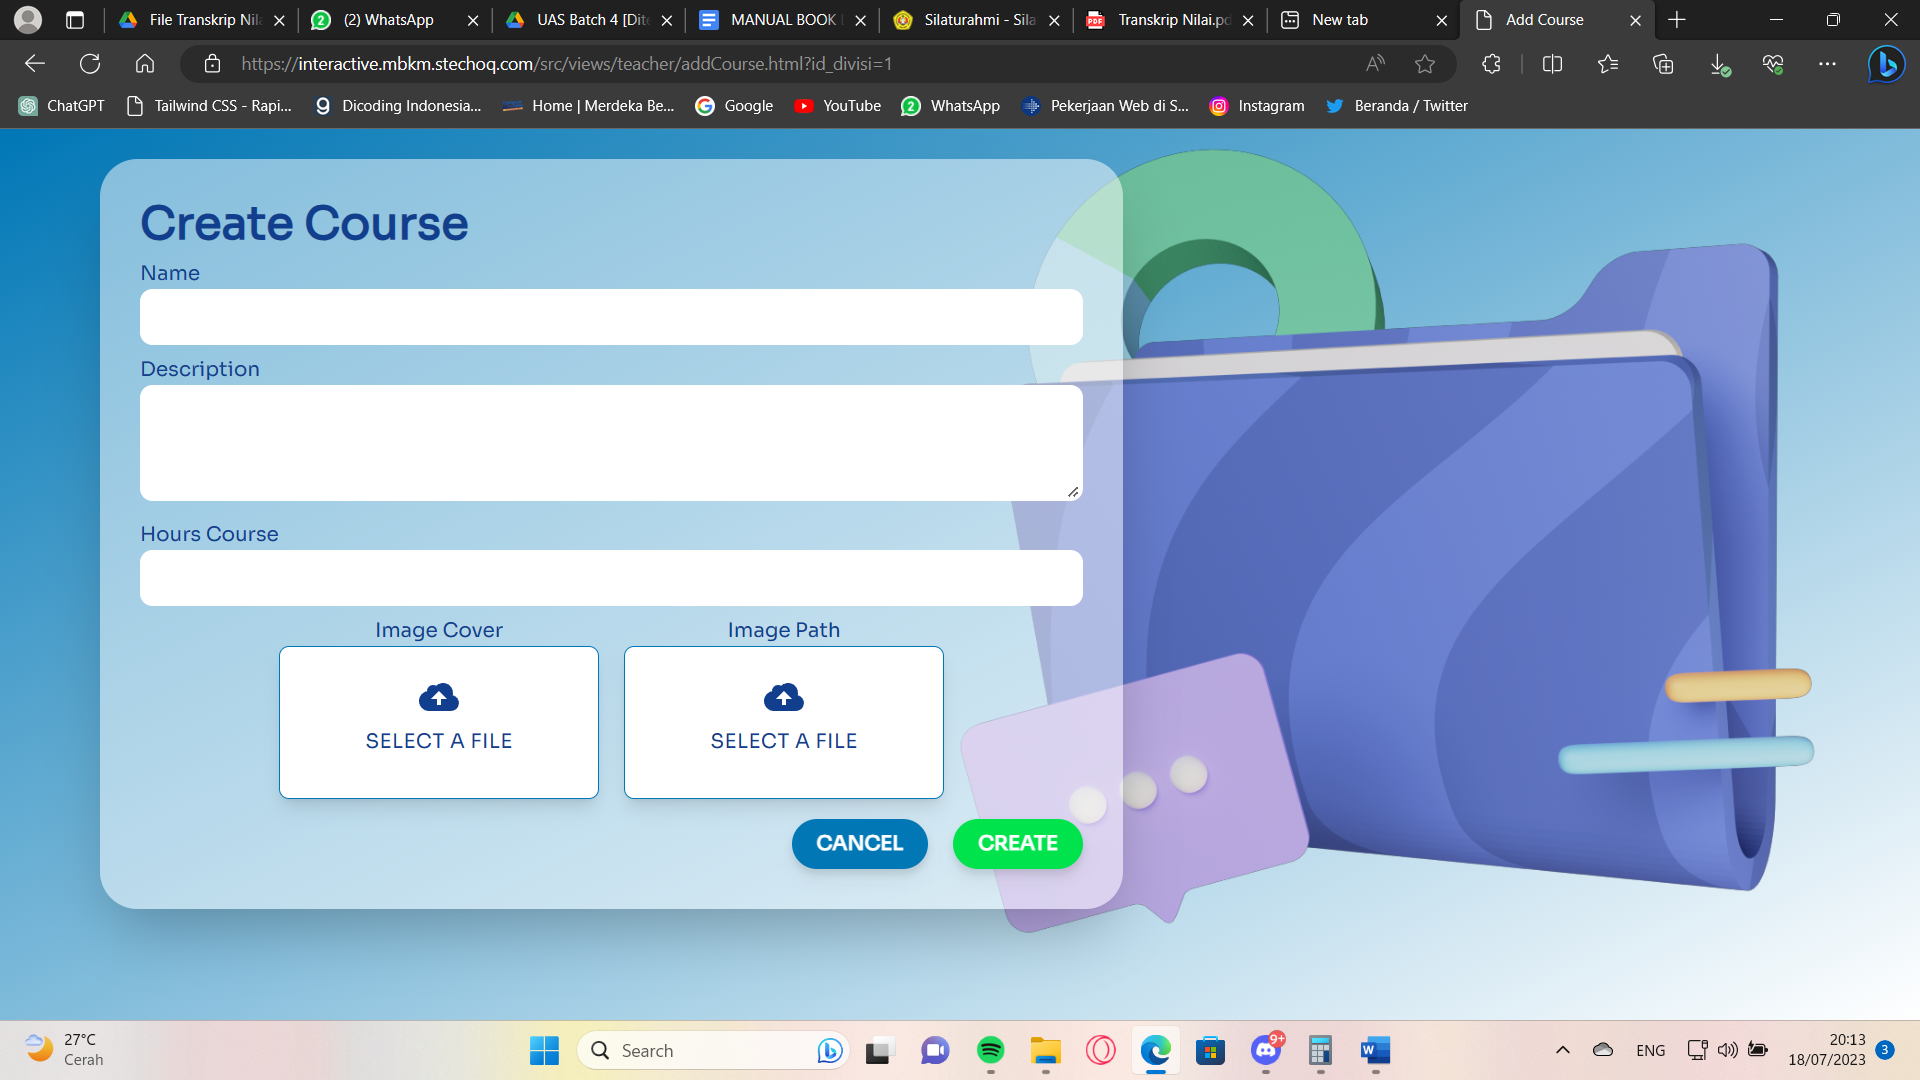 File Transkrip Nila
(2) WhatsApp
UAS Batch 4 [Dite
MANUAL BOOK
Silaturahmi - Sila
Transkrip Nilai.pd
New tab
Add Course
https://interactive.mbkm.stechoq.com/src/views/teacher/addCourse.html?id_divisi=1
ChatGPT
Tailwind CSS - Rapi...
Dicoding Indonesia...
Home | Merdeka Be...
Google
YouTube
WhatsApp
Pekerjaan Web di S...
Instagram
Beranda / Twitter
Create Course
Name
Description
Hours Course
Image Cover
Image Path
SELECT A FILE
SELECT A FILE
CANCEL
CREATE
27°C
Cerah
Search
9+
ENG
20:13
18/07/2023
3